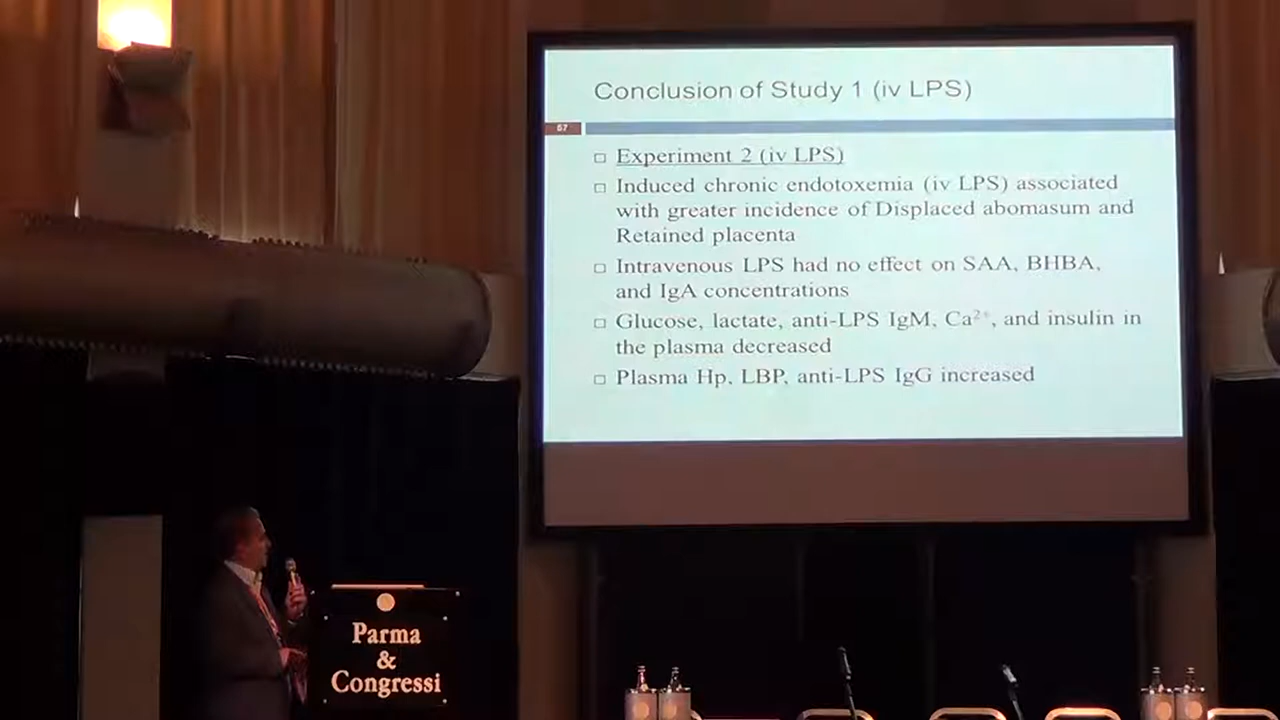 Conclusion of Study 1 (iv LPS)
67
Experiment 2 (iv LPS)
Induced chronic endotoxemia (iv LPS) associated
with greater incidence of Displaced abomasum and
Retained placenta
Intravenous LPS had no effect on SAA, BHBA,
and IgA concentrations
Glucose, lactate, anti-LPS IgM, Ca²⁺, and insulin in
the plasma decreased
Plasma Hp, LBP, anti-LPS IgG increased
Parma
&
Congressi